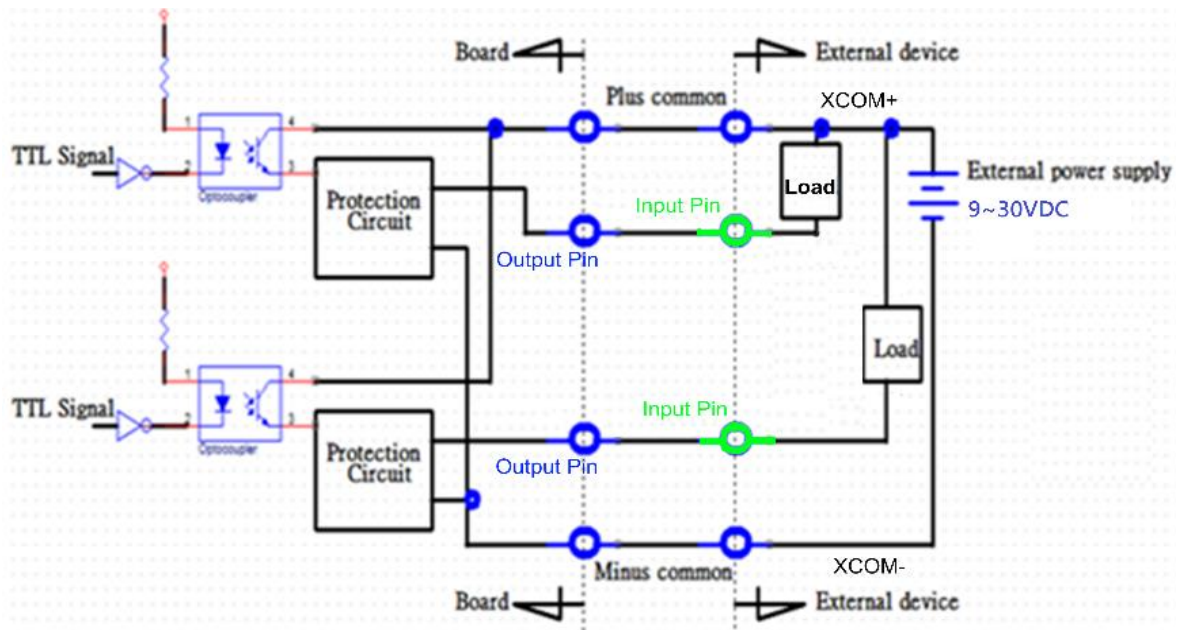 Board
External device
Plus common
XCOM+
1
4
TTL Signal
2
3
Optocoupler
Protection
Circuit
Load
External power supply
9~30VDC
Input Pin
Output Pin
Load
1
4
TTL Signal
2
3
Optocoupler
Protection
Circuit
Input Pin
Output Pin
Minus common
XCOM-
Board
External device